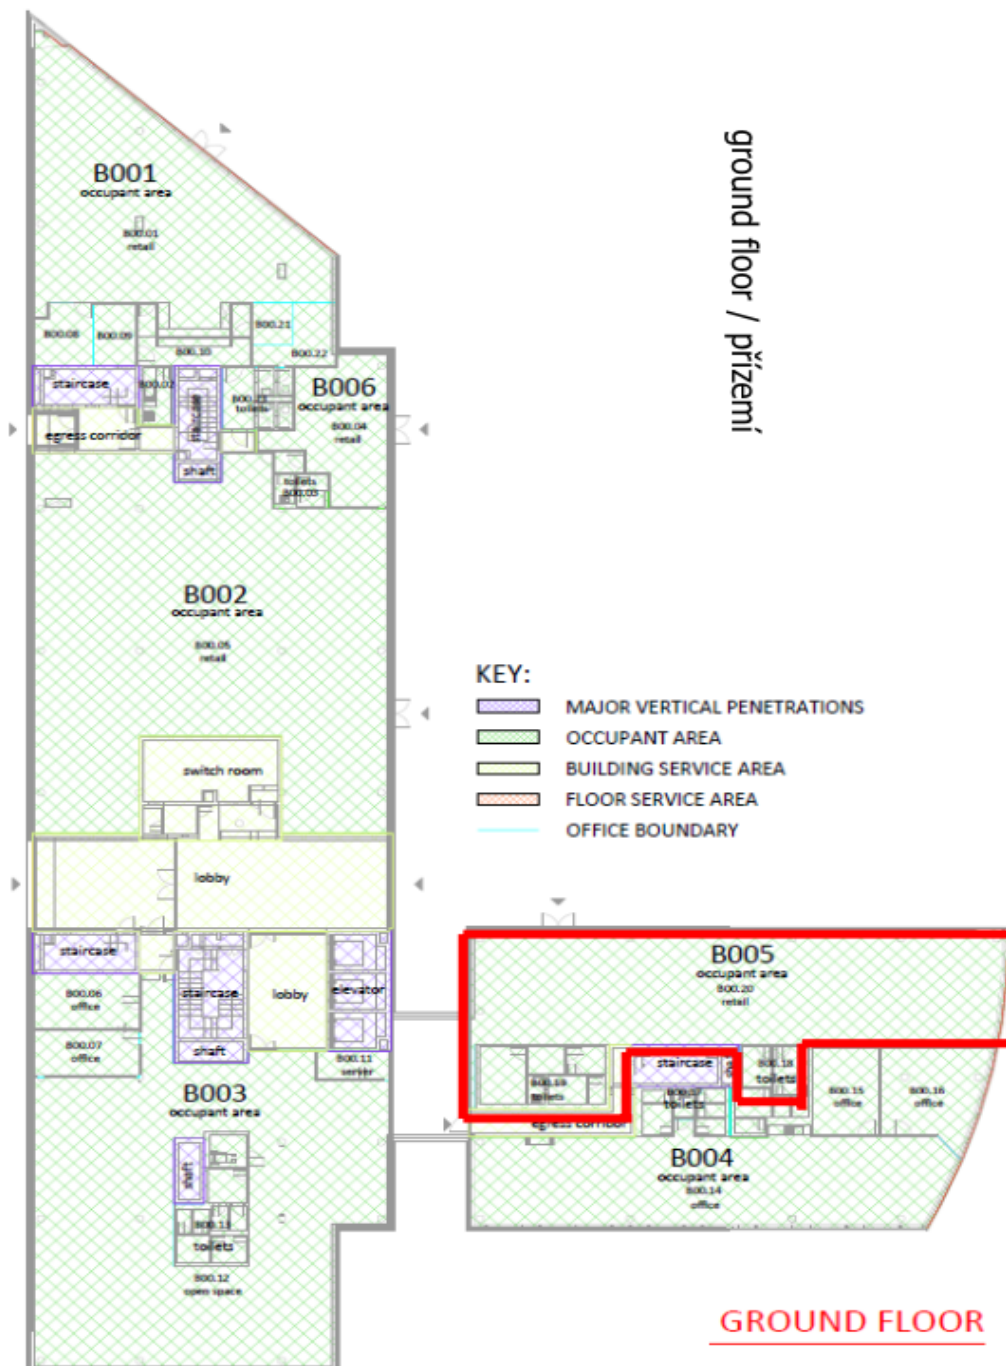 B001
occupant area
B00.01
retail
B00.08
B00.09
B00.10
B00.21
B00.22
staircase
B00.02
staircase
B00.23
toilets
B006
occupant area
B00.04
retail
egress corridor
shaft
toilets
B00.03
B002
occupant area
B00.05
retail
ground floor / přízemí
KEY:
MAJOR VERTICAL PENETRATIONS
OCCUPANT AREA
BUILDING SERVICE AREA
FLOOR SERVICE AREA
OFFICE BOUNDARY
switch room
lobby
staircase
staircase
lobby
elevator
B00.06
office
B00.07
office
shaft
B00.11
server
B003
occupant area
shaft
B00.13
toilets
B00.12
open space
B005
occupant area
B00.20
retail
staircase
B00.18
toilets
B00.19
toilets
toilets
B00.15
office
B00.16
office
egress corridor
B004
occupant area
B00.14
office
GROUND FLOOR